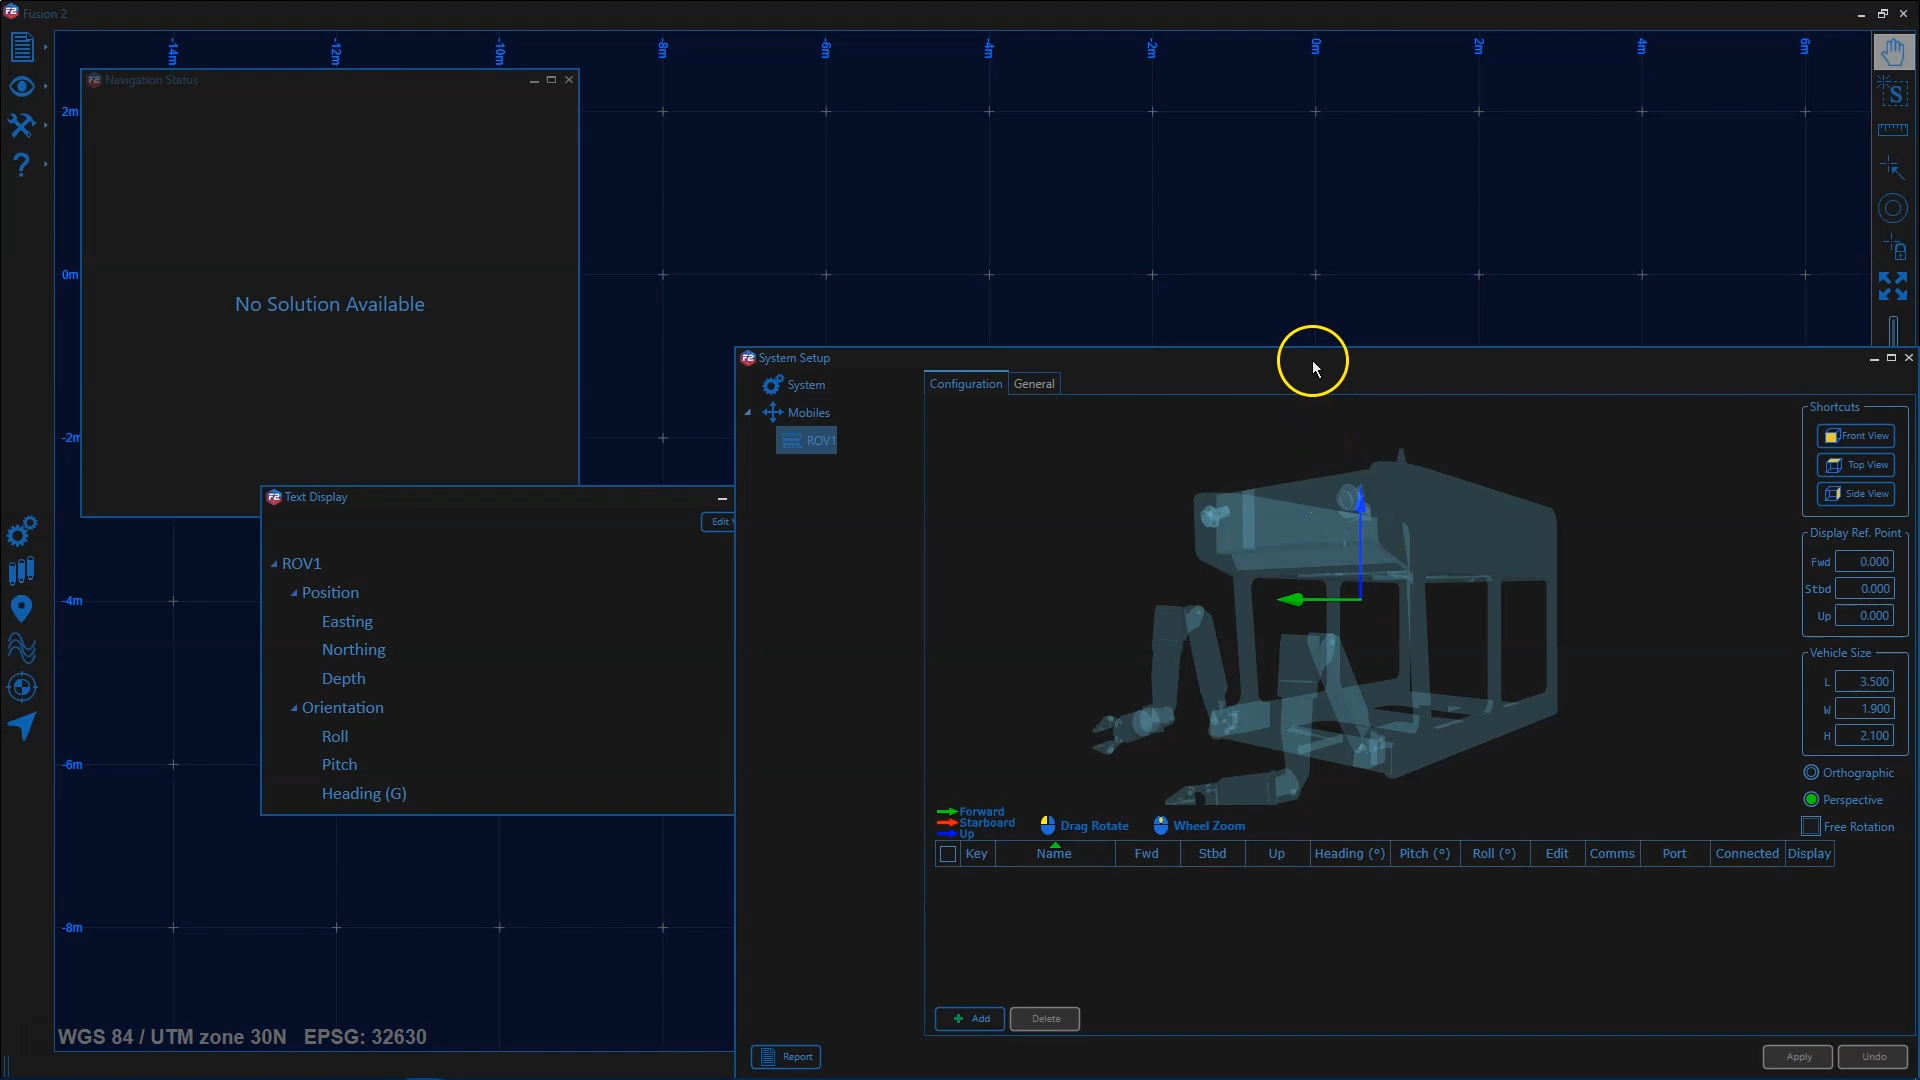 Fusion 2
-14m
-12m
-10m
-8m
-6m
-4m
-2m
0m
2m
4m
6m
Navigation Status
2m
0m
-2m
-4m
-6m
-8m
No Solution Available
S
?
Text Display
ROV1
Position
Easting
Northing
Depth
Orientation
Roll
Pitch
Heading (G)
WGS 84 / UTM zone 30N EPSG: 32630
System Setup
System
Mobiles
ROV1
Configuration
General
Shortcuts
Front View
Top View
Side View
Display Ref. Point
Fwd 0.000
Stbd 0.000
Up 0.000
Vehicle Size
L 3.500
W 1.900
H 2.100
Orthographic
Perspective
Free Rotation
Forward
Starboard
Up
Drag Rotate
Wheel Zoom
Key Name Fwd Stbd Up Heading (°) Pitch (°) Roll (°) Edit Comms Port Connected Display
Add
Delete
Report
Apply
Undo